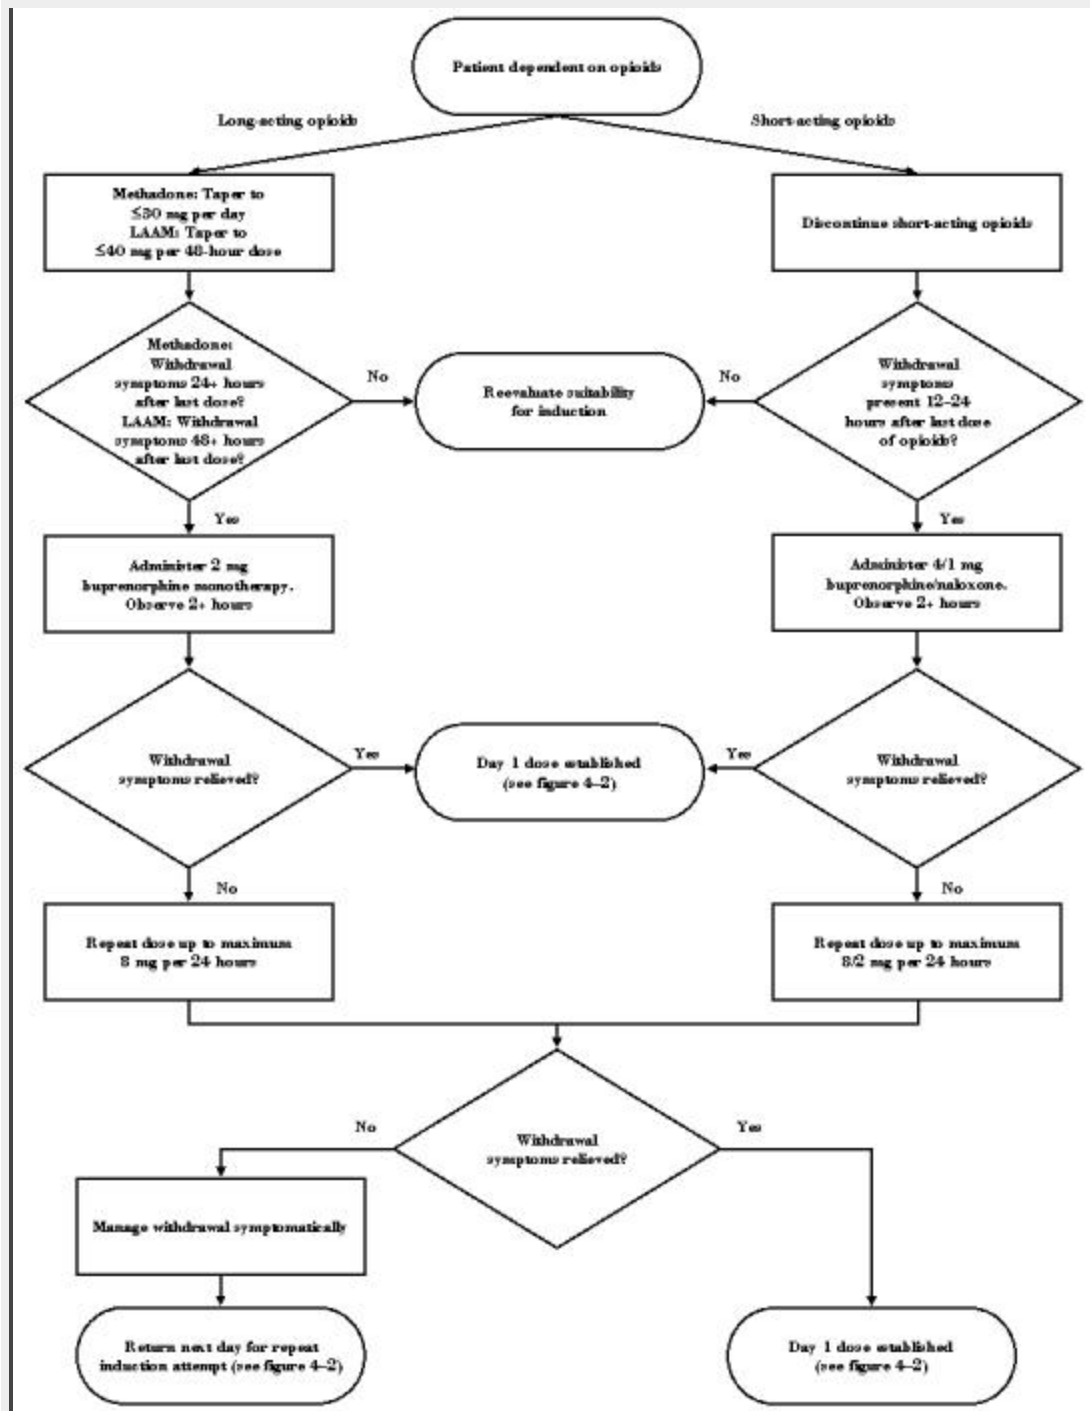 Patient dependent on opioids
Long-acting opioids
Short-acting opioids
Methadone: Taper to
≤30 mg per day
LAAM: Taper to
≤40 mg per 48-hour dose
Discontinue short-acting opioids
Methadone:
Withdrawal
symptoms 24+ hours
after last dose?
LAAM: Withdrawal
symptoms 48+ hours
after last dose?
No
Reevaluate suitability
for induction
No
Withdrawal
symptoms
present 12–24
hours after last dose
of opioids?
Yes
Yes
Administer 2 mg
buprenorphine monotherapy.
Observe 2+ hours
Administer 4/1 mg
buprenorphine/naloxone.
Observe 2+ hours
Withdrawal
symptoms relieved?
Yes
Day 1 dose established
(see figure 4–2)
Yes
Withdrawal
symptoms relieved?
No
No
Repeat dose up to maximum
8 mg per 24 hours
Repeat dose up to maximum
8/2 mg per 24 hours
No
Withdrawal
symptoms relieved?
Yes
Manage withdrawal symptomatically
Return next day for repeat
induction attempt (see figure 4–2)
Day 1 dose established
(see figure 4–2)